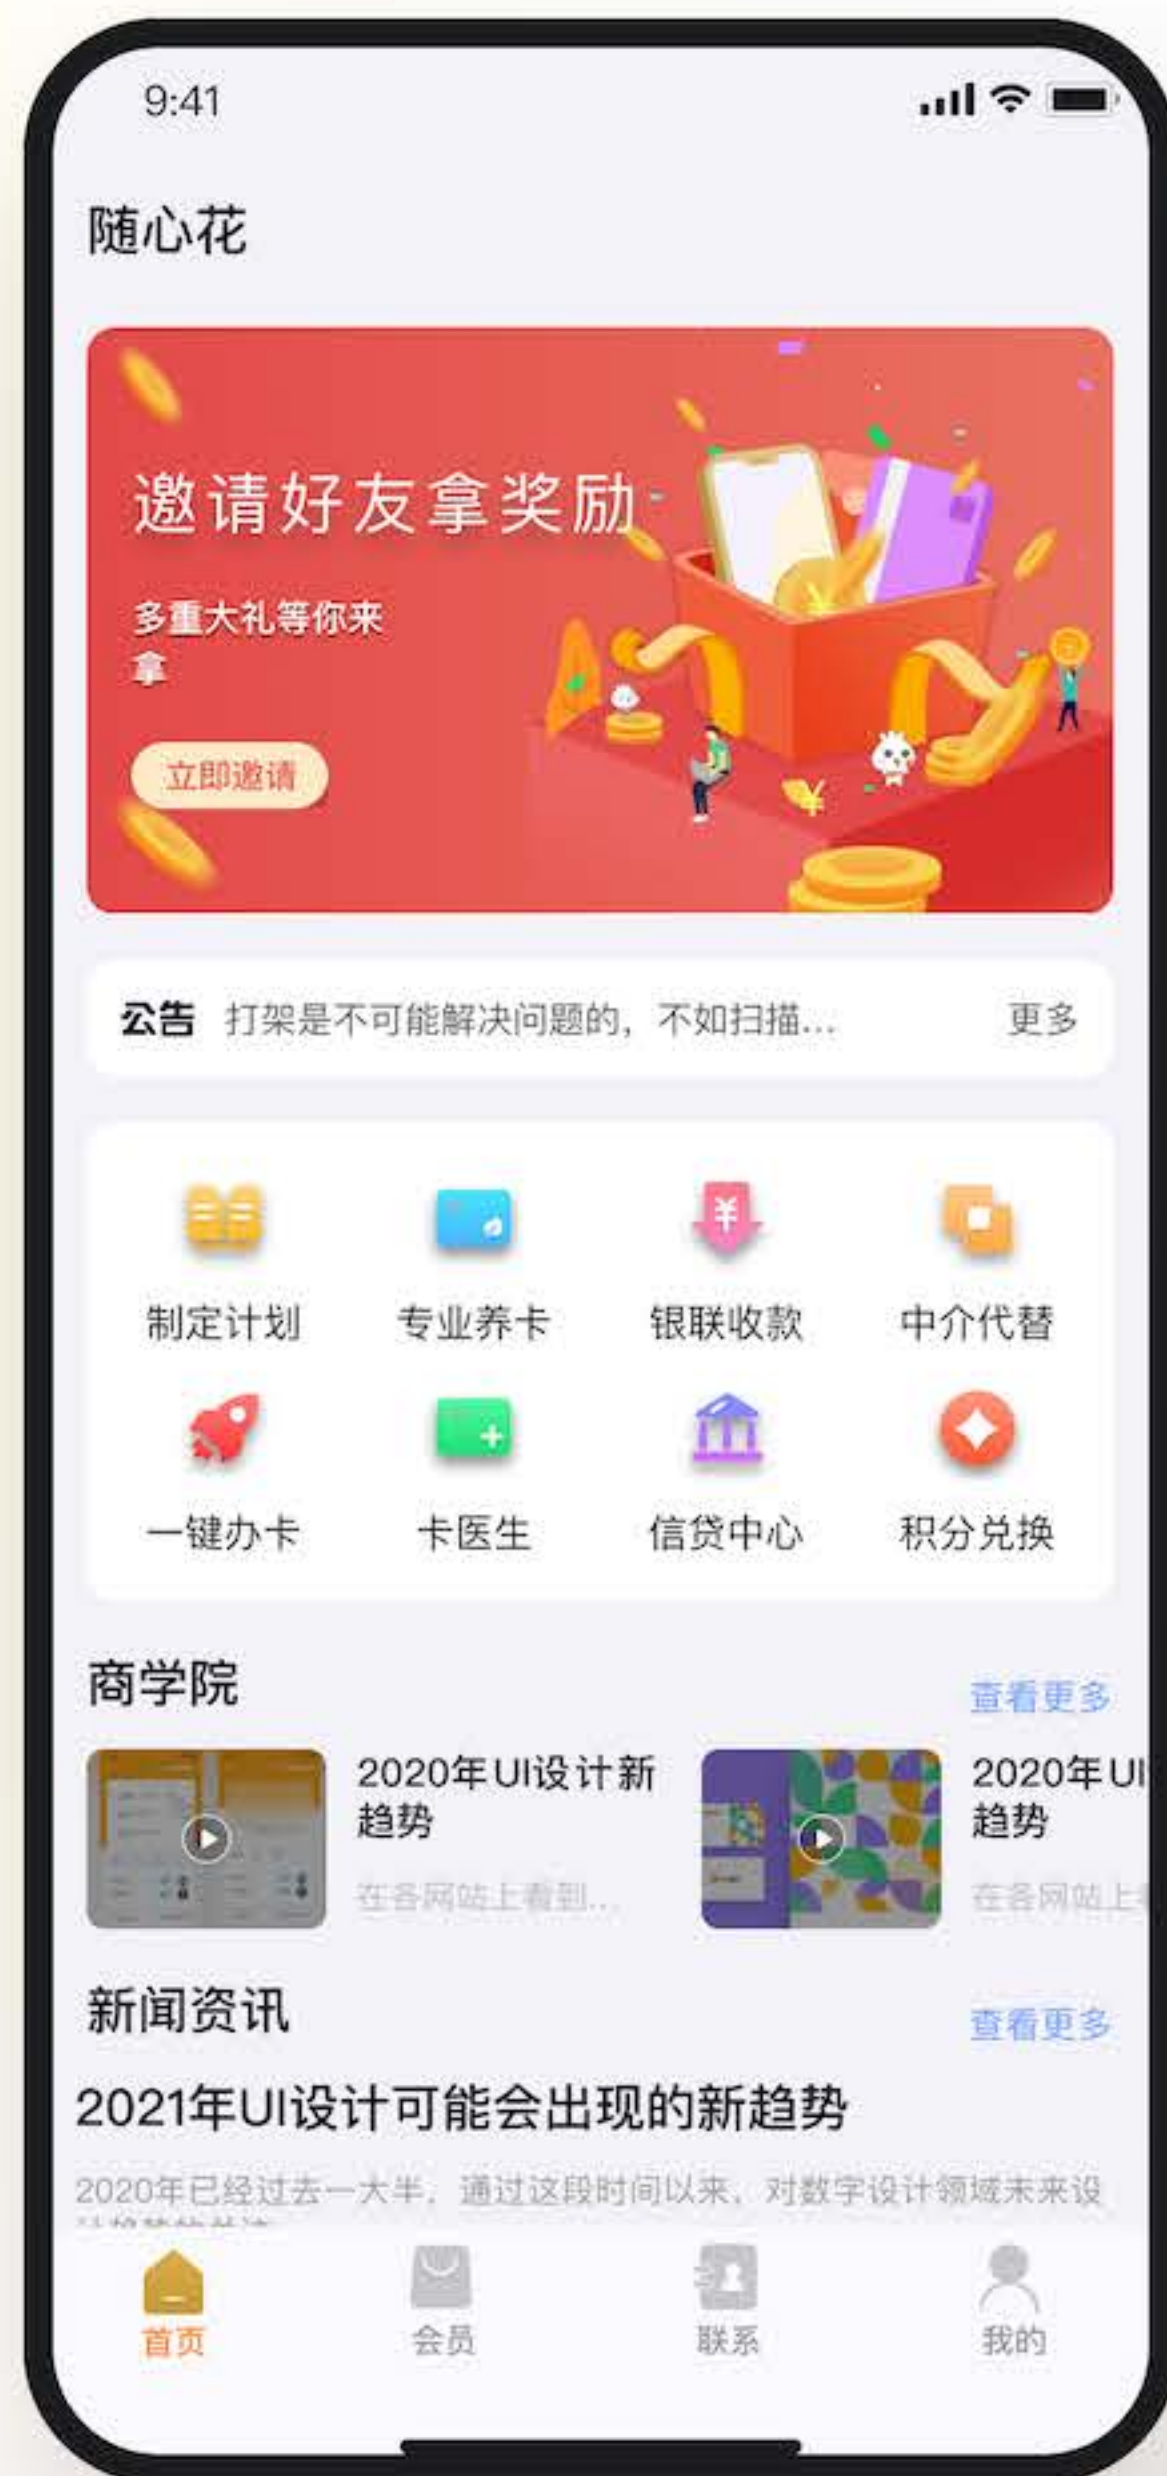 9:41
随心花
邀请好友拿奖励
多重大礼等你来
拿
立即邀请
公告 打架是不可能解决问题的，不如扫描... 更多
制定计划 专业养卡 银联收款 中介代替
一键办卡 卡医生 信贷中心 积分兑换
商学院 查看更多
2020年UI设计新
趋势
在各网站上看到...
2020年UI
趋势
在各网站上
新闻资讯 查看更多
2021年UI设计可能会出现的新趋势
2020年已经过去一大半，通过这段时间以来，对数字设计领域未来设
首页 会员 联系 我的